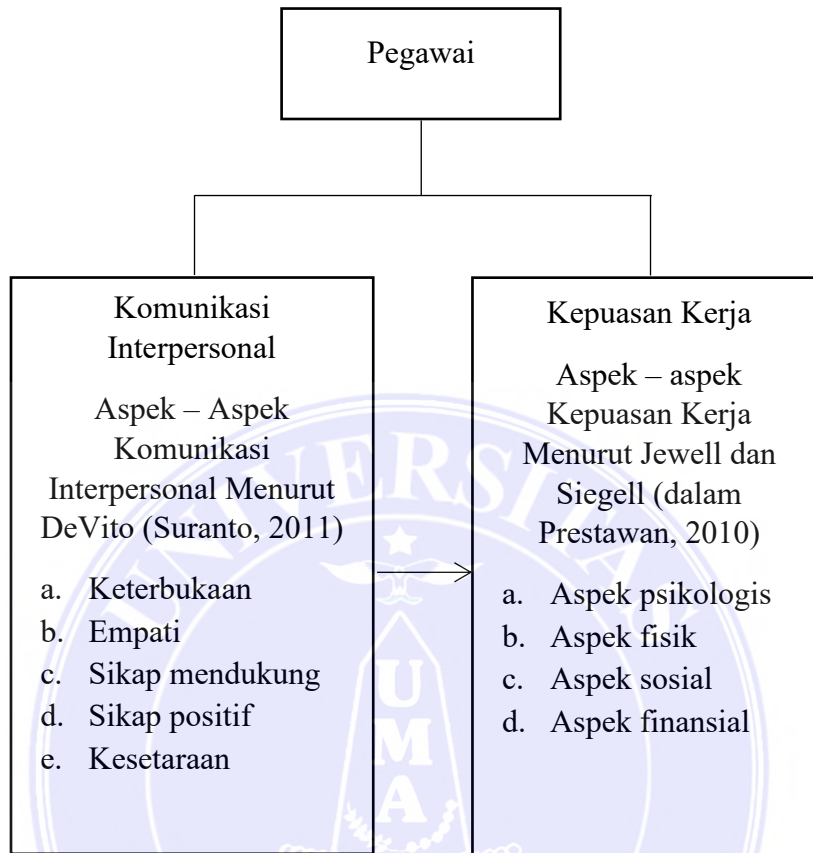 Pegawai
Komunikasi
Interpersonal
Aspek – Aspek
Komunikasi
Interpersonal Menurut
DeVito (Suranto, 2011)
a. Keterbukaan
b. Empati
c. Sikap mendukung
d. Sikap positif
e. Kesetaraan
Kepuasan Kerja
Aspek – aspek
Kepuasan Kerja
Menurut Jewell dan
Siegell (dalam
Prestawan, 2010)
a. Aspek psikologis
b. Aspek fisik
c. Aspek sosial
d. Aspek finansial
UNIVERSITAN
UMA